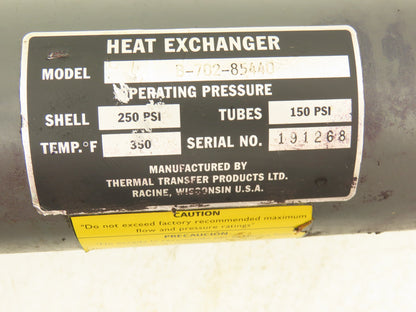 HEAT EXCHANGER
MODEL B-702-85440
OPERATING PRESSURE
SHELL 250 PSI TUBES 150 PSI
TEMP.°F 350 SERIAL NO. 191268
MANUFACTURED BY
THERMAL TRANSFER PRODUCTS LTD.
RACINE, WISCONSIN U.S.A.
CAUTION
"Do not exceed factory recommended maximum
flow and pressure ratings"
PRECAUCION